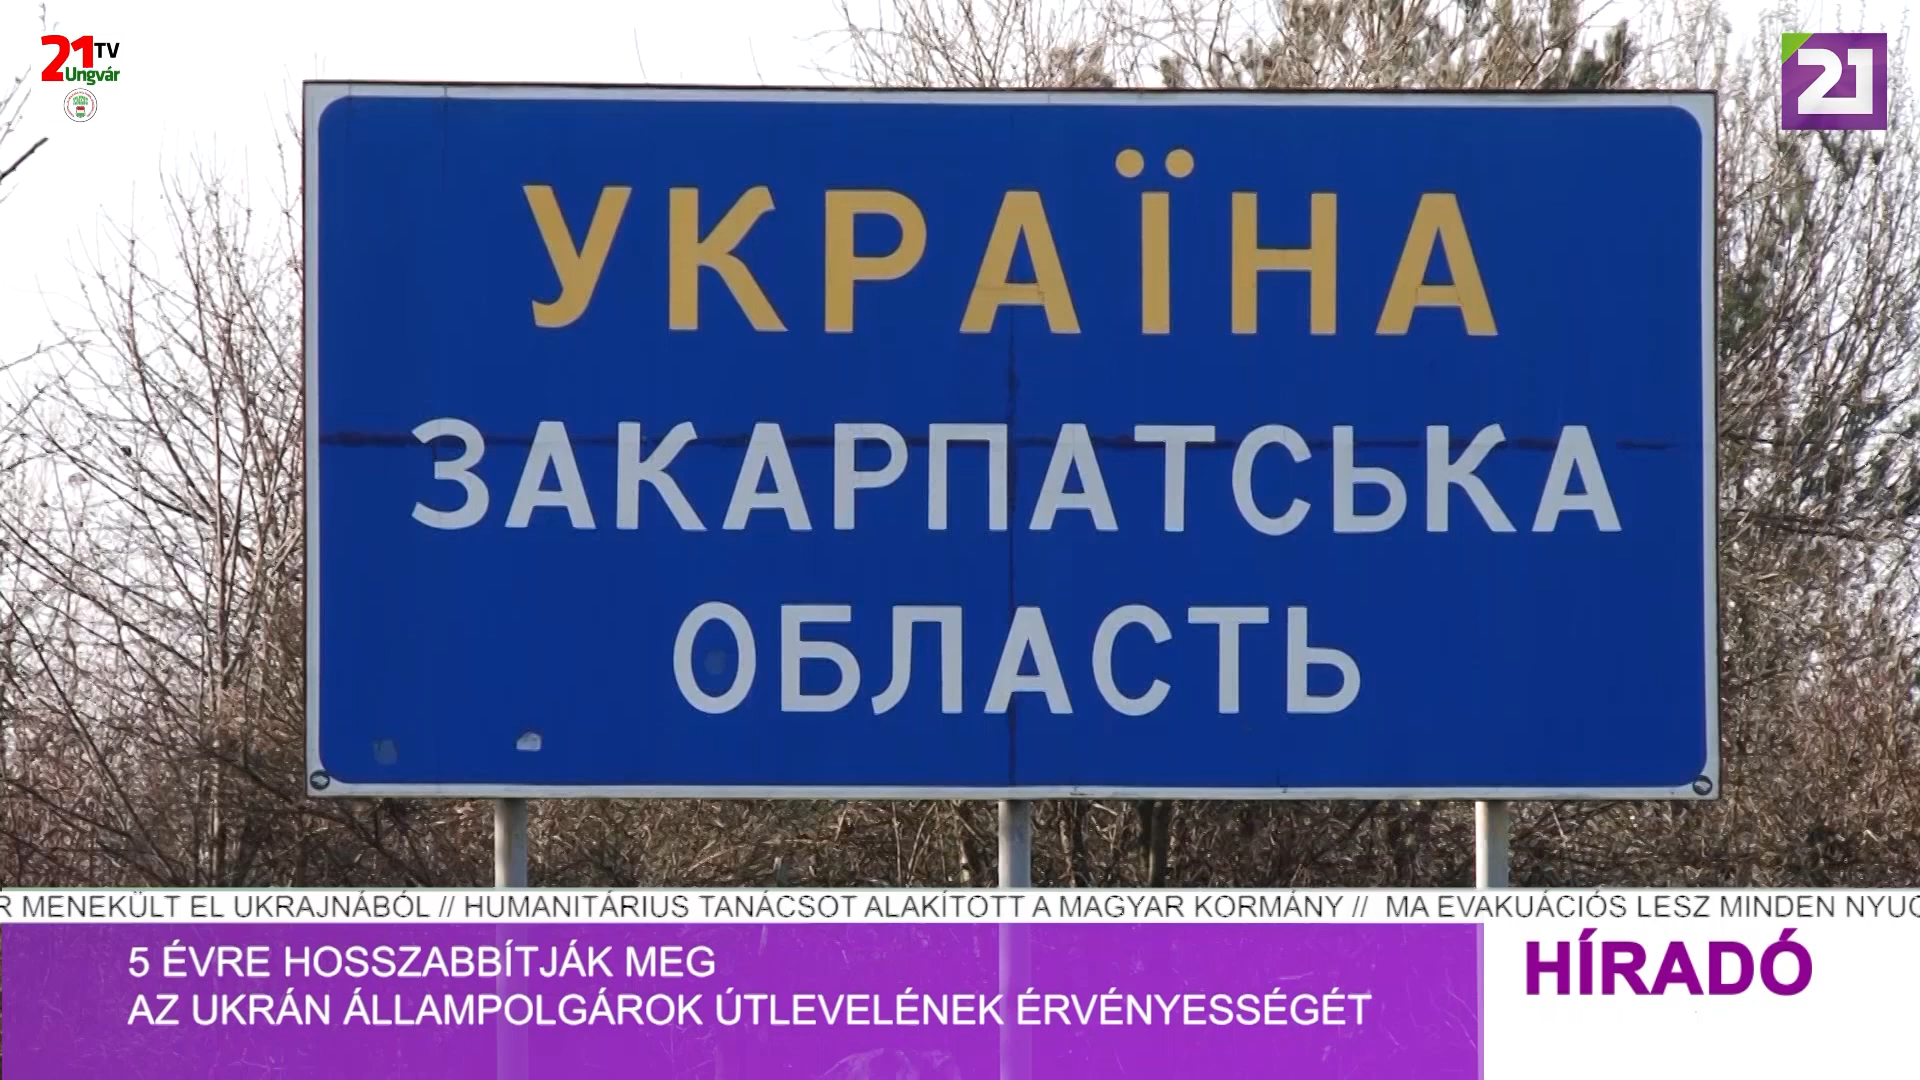 21 TV
Ungvár
21
УКРАЇНА
ЗАКАРПАТСЬКА
ОБЛАСТЬ
MENEKÜLT EL UKRAJNÁBÓL // HUMANITÁRIUS TANÁCSOT ALAKÍTOTT A MAGYAR KORMÁNY // MA EVAKUÁCIÓS LESZ MINDEN
5 ÉVRE HOSSZABBÍTJÁK MEG
AZ UKRÁN ÁLLAMPOLGÁROK ÚTLEVELÉNEK ÉRVÉNYESSÉGÉT
HÍRADÓ